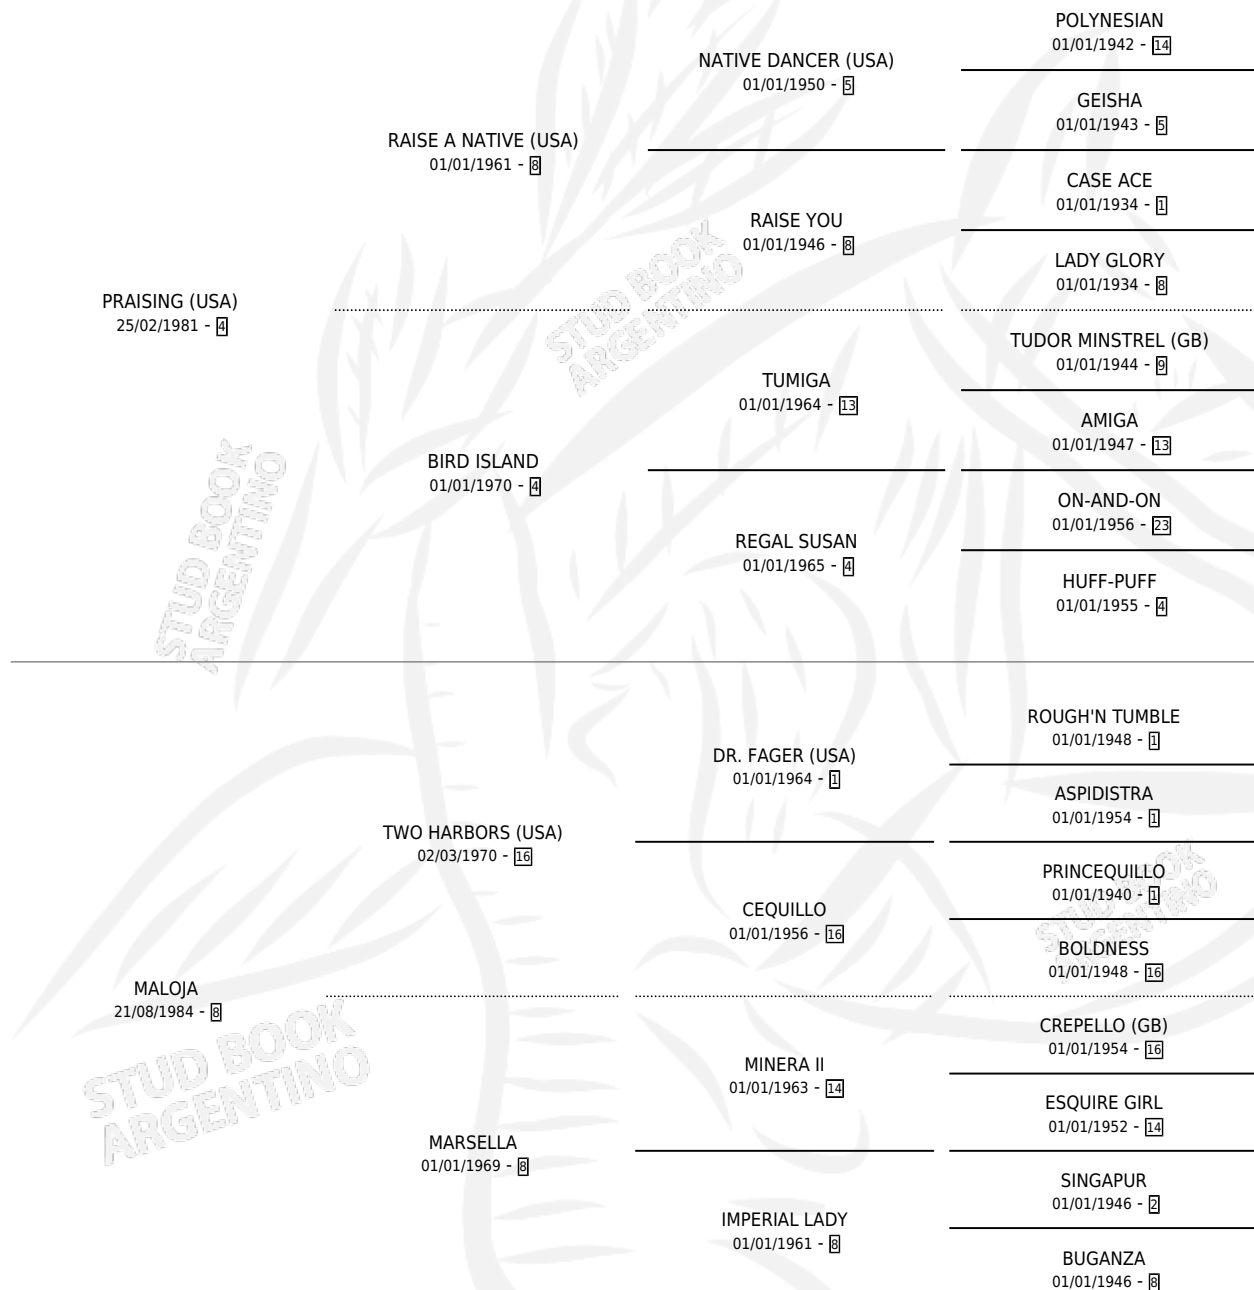 POLYNESIAN
01/01/1942 - 14
NATIVE DANCER (USA)
01/01/1950 - 5
GEISHA
01/01/1943 - 5
RAISE A NATIVE (USA)
01/01/1961 - 8
CASE ACE
01/01/1934 - 1
RAISE YOU
01/01/1946 - 8
LADY GLORY
01/01/1934 - 8
PRAISING (USA)
25/02/1981 - 4
STUD BOOK
ARGENTINO
TUDOR MINSTREL (GB)
01/01/1944 - 9
TUMIGA
01/01/1964 - 13
AMIGA
01/01/1947 - 13
BIRD ISLAND
01/01/1970 - 4
ON-AND-ON
01/01/1956 - 23
REGAL SUSAN
01/01/1965 - 4
HUFF-PUFF
01/01/1955 - 4
STUD BOOK
ARGENTINO
ROUGH'N TUMBLE
01/01/1948 - 1
DR. FAGER (USA)
01/01/1964 - 1
ASPIDISTRA
01/01/1954 - 1
TWO HARBORS (USA)
02/03/1970 - 16
PRINCEQUILLO
01/01/1940 - 1
CEQUILLO
01/01/1956 - 16
BOLDNESS
01/01/1948 - 16
STUD BOOK
ARGENTINO
MALOJA
21/08/1984 - 8
CREPELLO (GB)
01/01/1954 - 16
MINERA II
01/01/1963 - 14
ESQUIRE GIRL
01/01/1952 - 14
STUD BOOK
ARGENTINO
MARSELLA
01/01/1969 - 8
SINGAPUR
01/01/1946 - 2
IMPERIAL LADY
01/01/1961 - 8
BUGANZA
01/01/1946 - 8